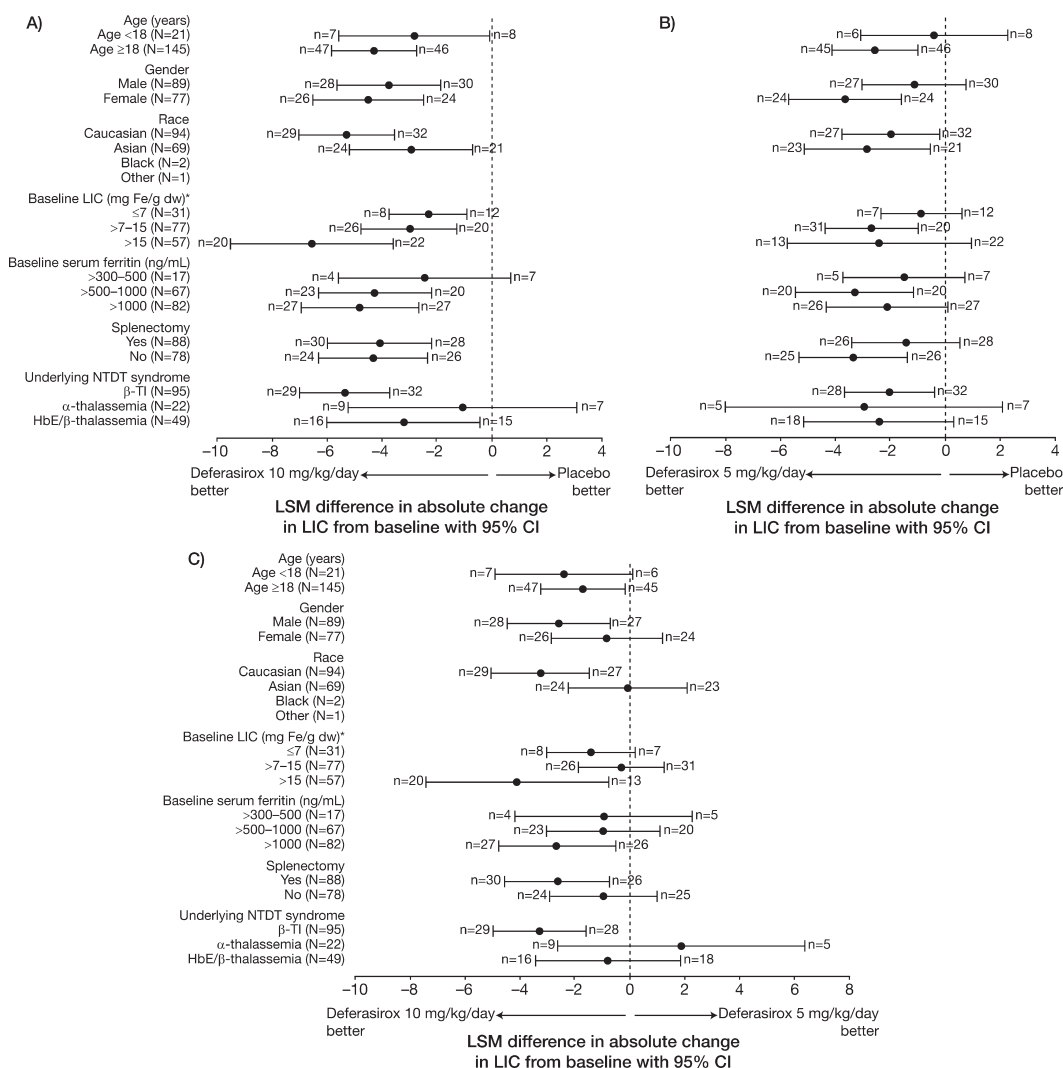 A)
Age (years)
Age <18 (N=21) n=7 n=8
Age ≥18 (N=145) n=47 n=46
Gender
Male (N=89) n=28 n=30
Female (N=77) n=26 n=24
Race
Caucasian (N=94) n=29 n=32
Asian (N=69) n=24 n=21
Black (N=2)
Other (N=1)
Baseline LIC (mg Fe/g dw)*
≤7 (N=31) n=8 n=12
>7–15 (N=77) n=26 n=20
>15 (N=57) n=20 n=22
Baseline serum ferritin (ng/mL)
>300–500 (N=17) n=4 n=7
>500–1000 (N=67) n=23 n=20
>1000 (N=82) n=27 n=27
Splenectomy
Yes (N=88) n=30 n=28
No (N=78) n=24 n=26
Underlying NTDT syndrome
β-TI (N=95) n=29 n=32
α-thalassemia (N=22) n=9 n=7
HbE/β-thalassemia (N=49) n=16 n=15
−10 −8 −6 −4 −2 0 2 4
Deferasirox 10 mg/kg/day better
Placebo better
LSM difference in absolute change
in LIC from baseline with 95% CI
B)
n=6 n=8
n=45 n=46
n=27 n=30
n=24 n=24
n=27 n=32
n=23 n=21
n=7 n=12
n=31 n=20
n=13 n=22
n=5 n=7
n=20 n=20
n=26 n=27
n=26 n=28
n=25 n=26
n=28 n=32
n=5 n=7
n=18 n=15
−10 −8 −6 −4 −2 0 2 4
Deferasirox 5 mg/kg/day better
Placebo better
LSM difference in absolute change
in LIC from baseline with 95% CI
C)
Age (years)
Age <18 (N=21) n=7 n=6
Age ≥18 (N=145) n=47 n=45
Gender
Male (N=89) n=28 n=27
Female (N=77) n=26 n=24
Race
Caucasian (N=94) n=29 n=27
Asian (N=69) n=24 n=23
Black (N=2)
Other (N=1)
Baseline LIC (mg Fe/g dw)*
≤7 (N=31) n=8 n=7
>7–15 (N=77) n=26 n=31
>15 (N=57) n=20 n=13
Baseline serum ferritin (ng/mL)
>300–500 (N=17) n=4 n=5
>500–1000 (N=67) n=23 n=20
>1000 (N=82) n=27 n=26
Splenectomy
Yes (N=88) n=30 n=26
No (N=78) n=24 n=25
Underlying NTDT syndrome
β-TI (N=95) n=29 n=28
α-thalassemia (N=22) n=9 n=5
HbE/β-thalassemia (N=49) n=16 n=18
−10 −8 −6 −4 −2 0 2 4 6 8
Deferasirox 10 mg/kg/day better
Deferasirox 5 mg/kg/day better
LSM difference in absolute change
in LIC from baseline with 95% CI